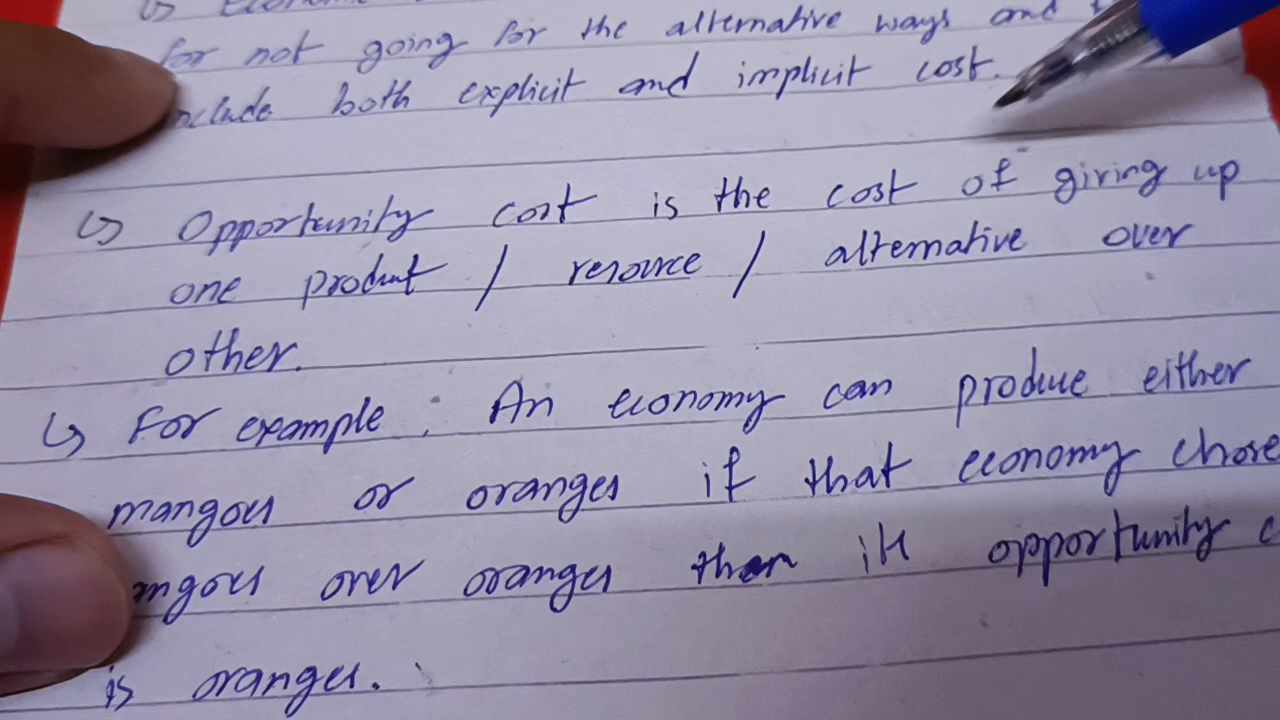 Economic
for not going for the alternative ways and
include both explicit and implicit cost.
↳ Opportunity cost is the cost of giving up
one product / resource / alternative over
other.
↳ For example : An economy can produce either
mangoes or oranges if that economy chose
mangoes over oranges then its opportunity
is oranges.